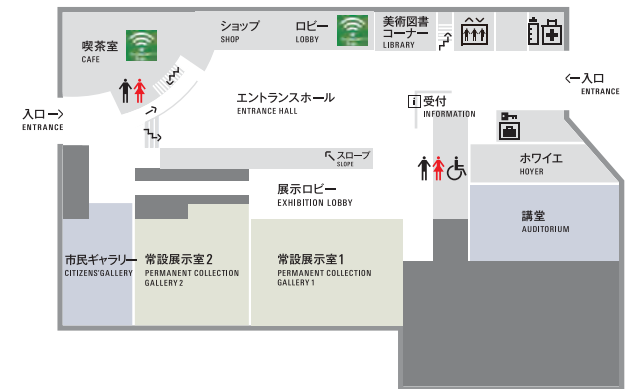 喫茶室
CAFE
ショップ
SHOP
ロビー
LOBBY
美術図書
コーナー
LIBRARY
入口
ENTRANCE
入口
ENTRANCE
エントランスホール
ENTRANCE HALL
i 受付
INFORMATION
スロープ
SLOPE
ホワイエ
HOYER
展示ロビー
EXHIBITION LOBBY
講堂
AUDITORIUM
市民ギャラリー
CITIZENS'GALLERY
常設展示室2
PERMANENT COLLECTION
GALLERY 2
常設展示室1
PERMANENT COLLECTION
GALLERY 1